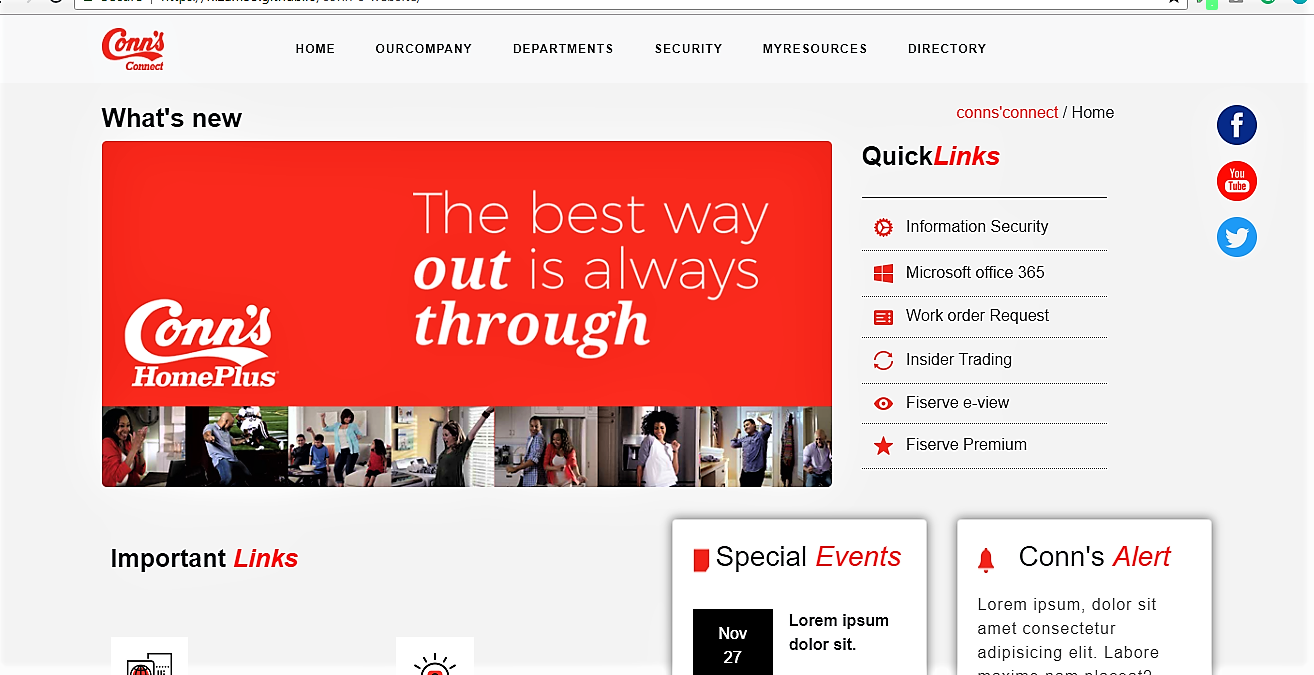 Conn's
Connect
HOME
OURCOMPANY
DEPARTMENTS
SECURITY
MYRESOURCES
DIRECTORY
What's new
conns'connect / Home
The best way
out is always
through
Conn's
HomePlus
QuickLinks
Information Security
Microsoft office 365
Work order Request
Insider Trading
Fiserve e-view
Fiserve Premium
You
Tube
Important Links
Special Events
Nov
27
Lorem ipsum
dolor sit.
Conn's Alert
Lorem ipsum, dolor sit
amet consectetur
adipisicing elit. Labore